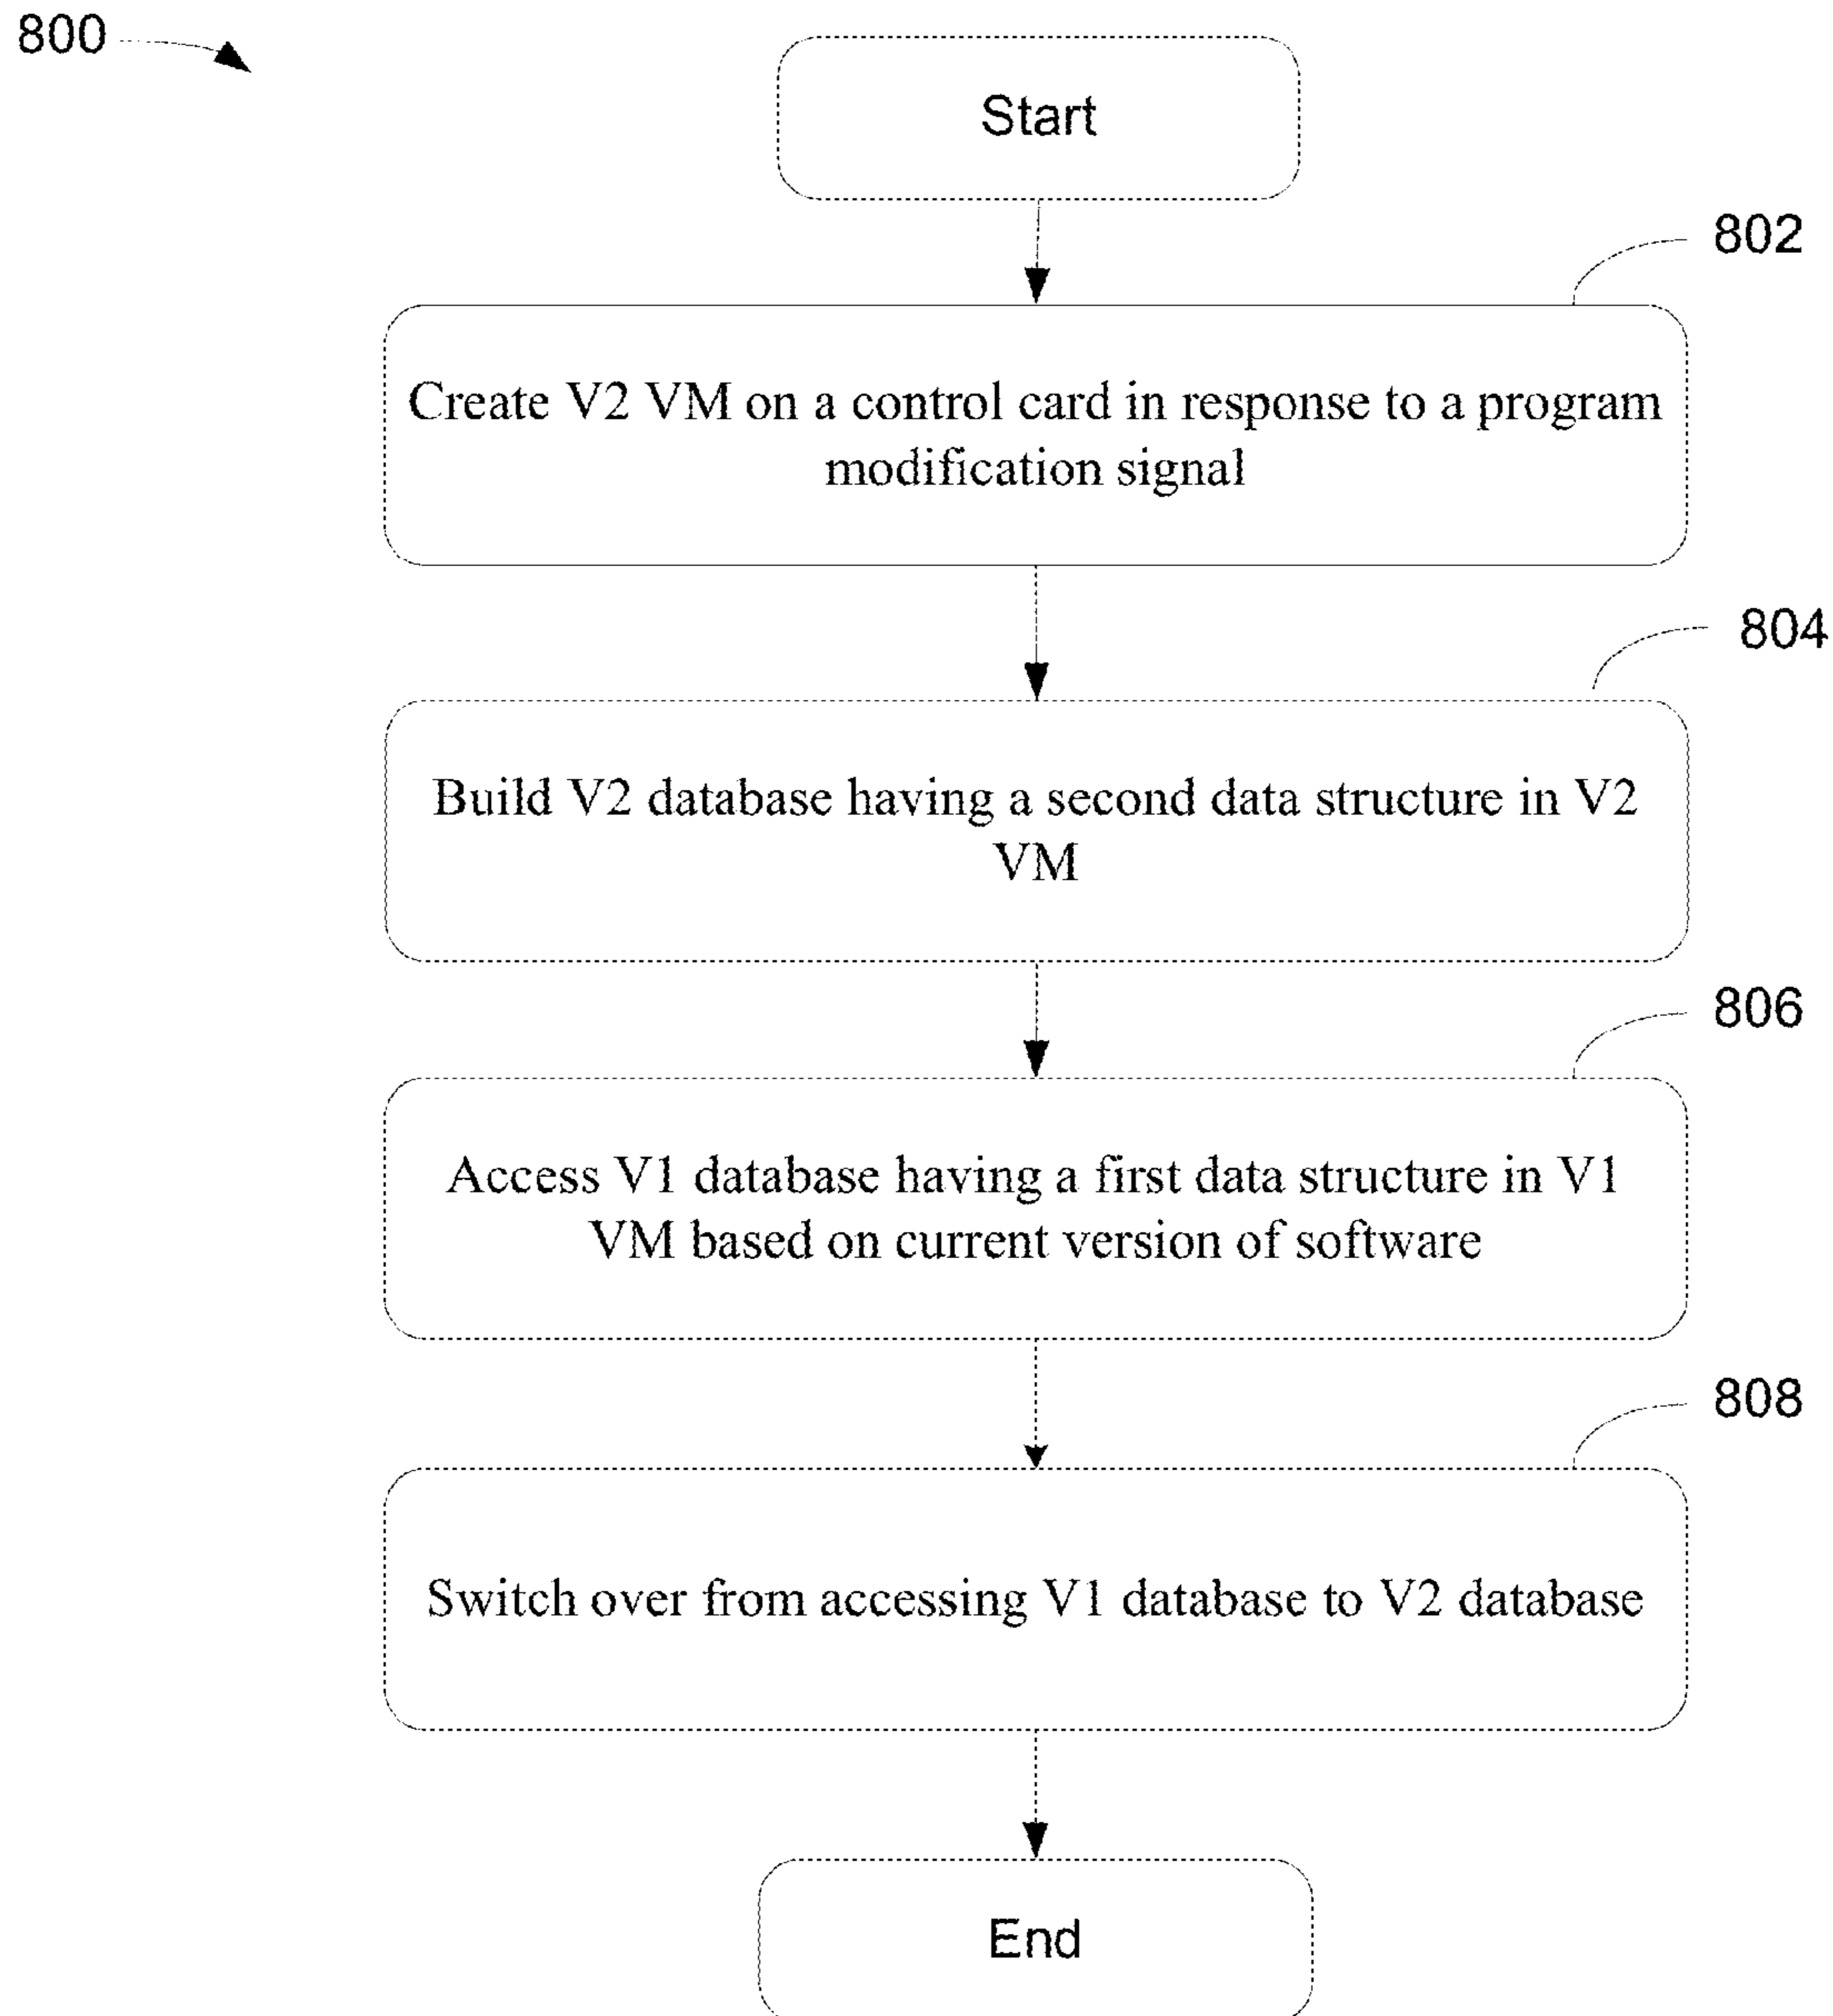 800
Start
802
Create V2 VM on a control card in response to a program
modification signal
804
Build V2 database having a second data structure in V2
VM
806
Access V1 database having a first data structure in V1
VM based on current version of software
808
Switch over from accessing V1 database to V2 database
End